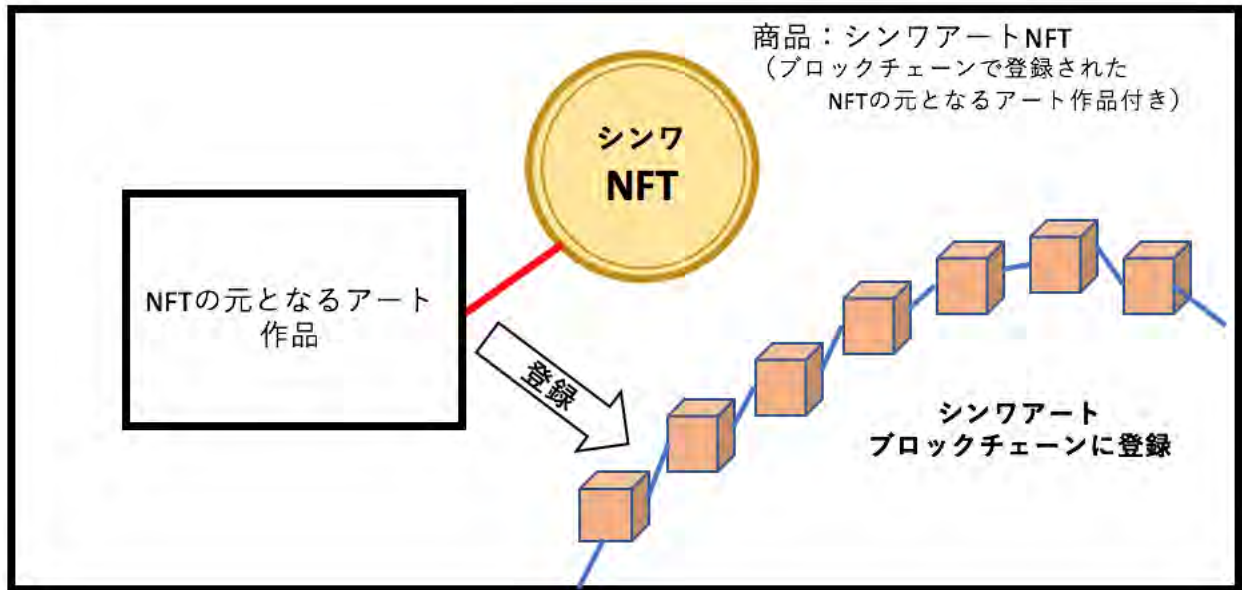 商品：シンワアートNFT
（ブロックチェーンで登録された
NFTの元となるアート作品付き）
シンワ
NFT
NFTの元となるアート
作品
登録
シンワアート
ブロックチェーンに登録